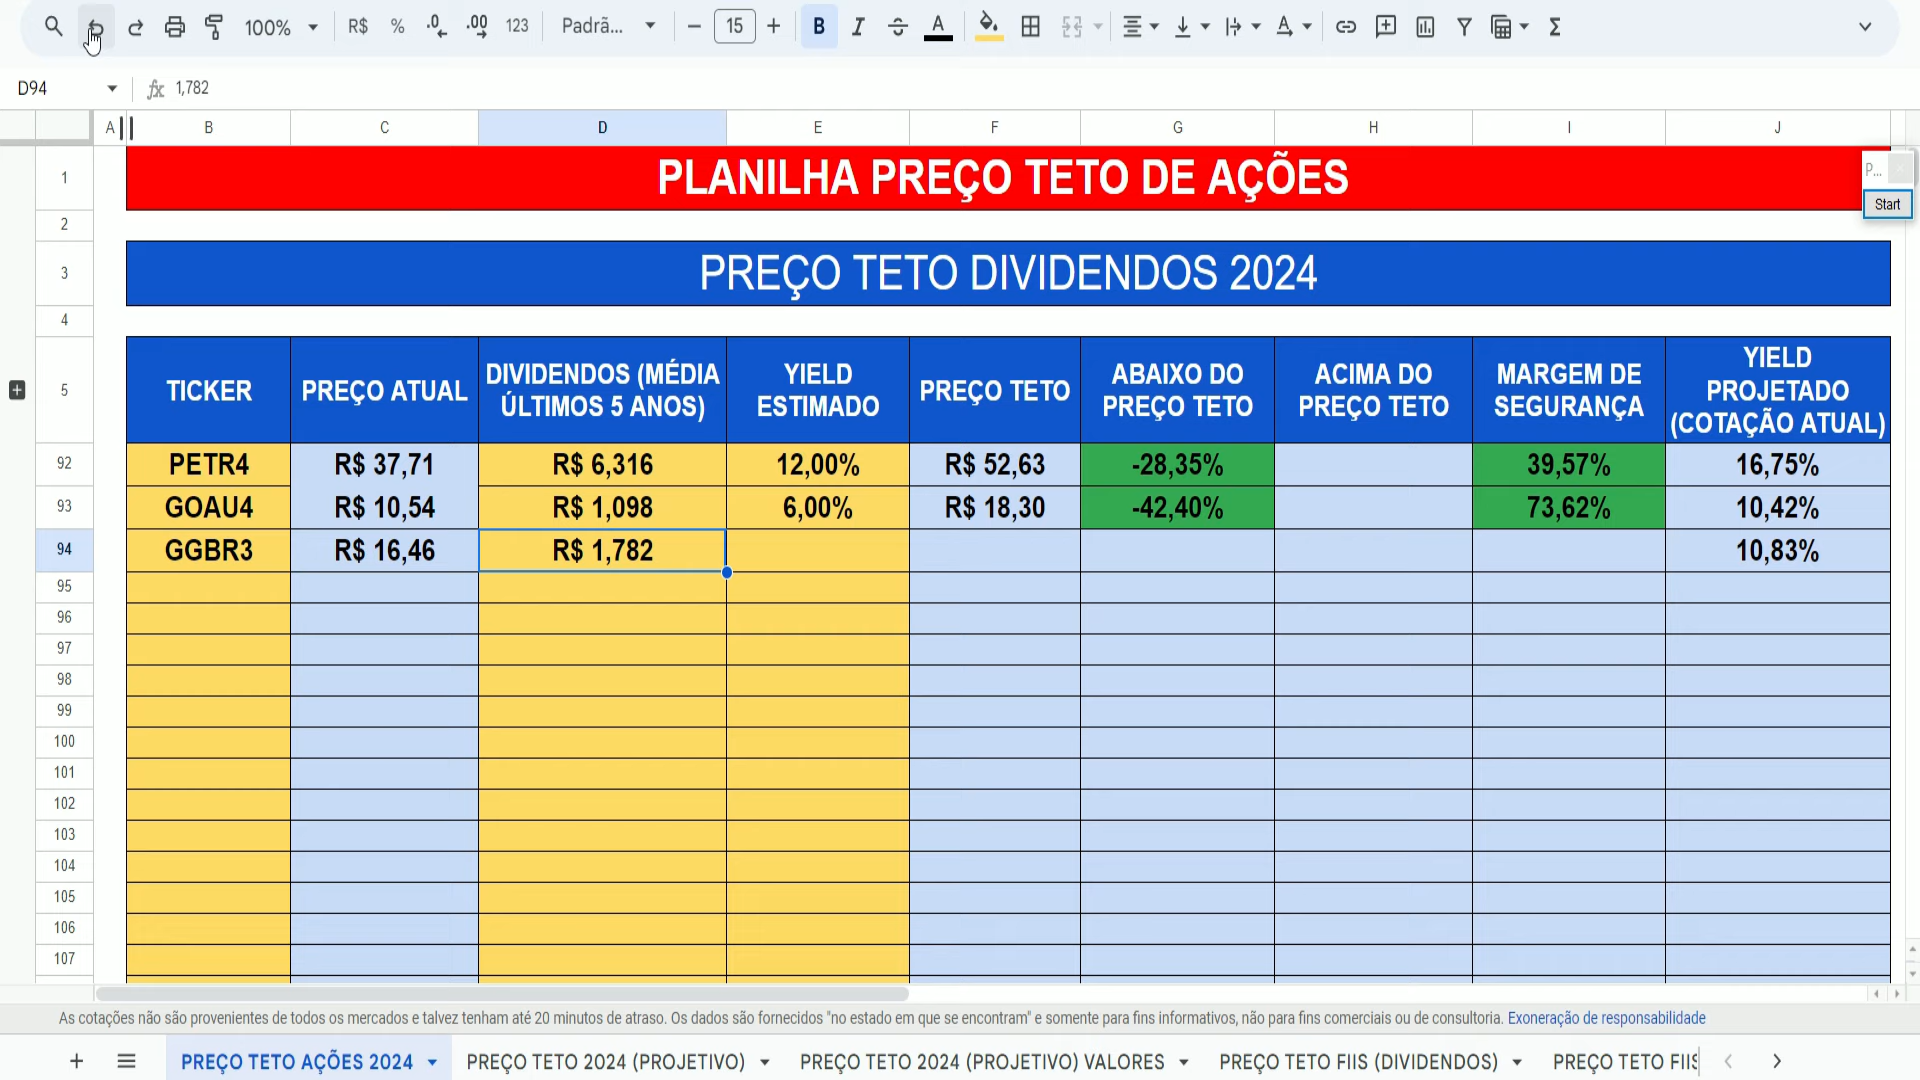 100% R$ % .0 .00 123 Padrã... 15 B I A Σ
D94 fx 1,782
A B C D E F G H I J
1 PLANILHA PREÇO TETO DE AÇÕES
P...
Start
2
3 PREÇO TETO DIVIDENDOS 2024
4
5 TICKER PREÇO ATUAL DIVIDENDOS (MÉDIA ÚLTIMOS 5 ANOS) YIELD ESTIMADO PREÇO TETO ABAIXO DO PREÇO TETO ACIMA DO PREÇO TETO MARGEM DE SEGURANÇA YIELD PROJETADO (COTAÇÃO ATUAL)
92 PETR4 R$ 37,71 R$ 6,316 12,00% R$ 52,63 -28,35% 39,57% 16,75%
93 GOAU4 R$ 10,54 R$ 1,098 6,00% R$ 18,30 -42,40% 73,62% 10,42%
94 GGBR3 R$ 16,46 R$ 1,782 10,83%
95
96
97
98
99
100
101
102
103
104
105
106
107
As cotações não são provenientes de todos os mercados e talvez tenham até 20 minutos de atraso. Os dados são fornecidos "no estado em que se encontram" e somente para fins informativos, não para fins comerciais ou de consultoria. Exoneração de responsabilidade
PREÇO TETO AÇÕES 2024 PREÇO TETO 2024 (PROJETIVO) PREÇO TETO 2024 (PROJETIVO) VALORES PREÇO TETO FIIS (DIVIDENDOS) PREÇO TETO FIIS